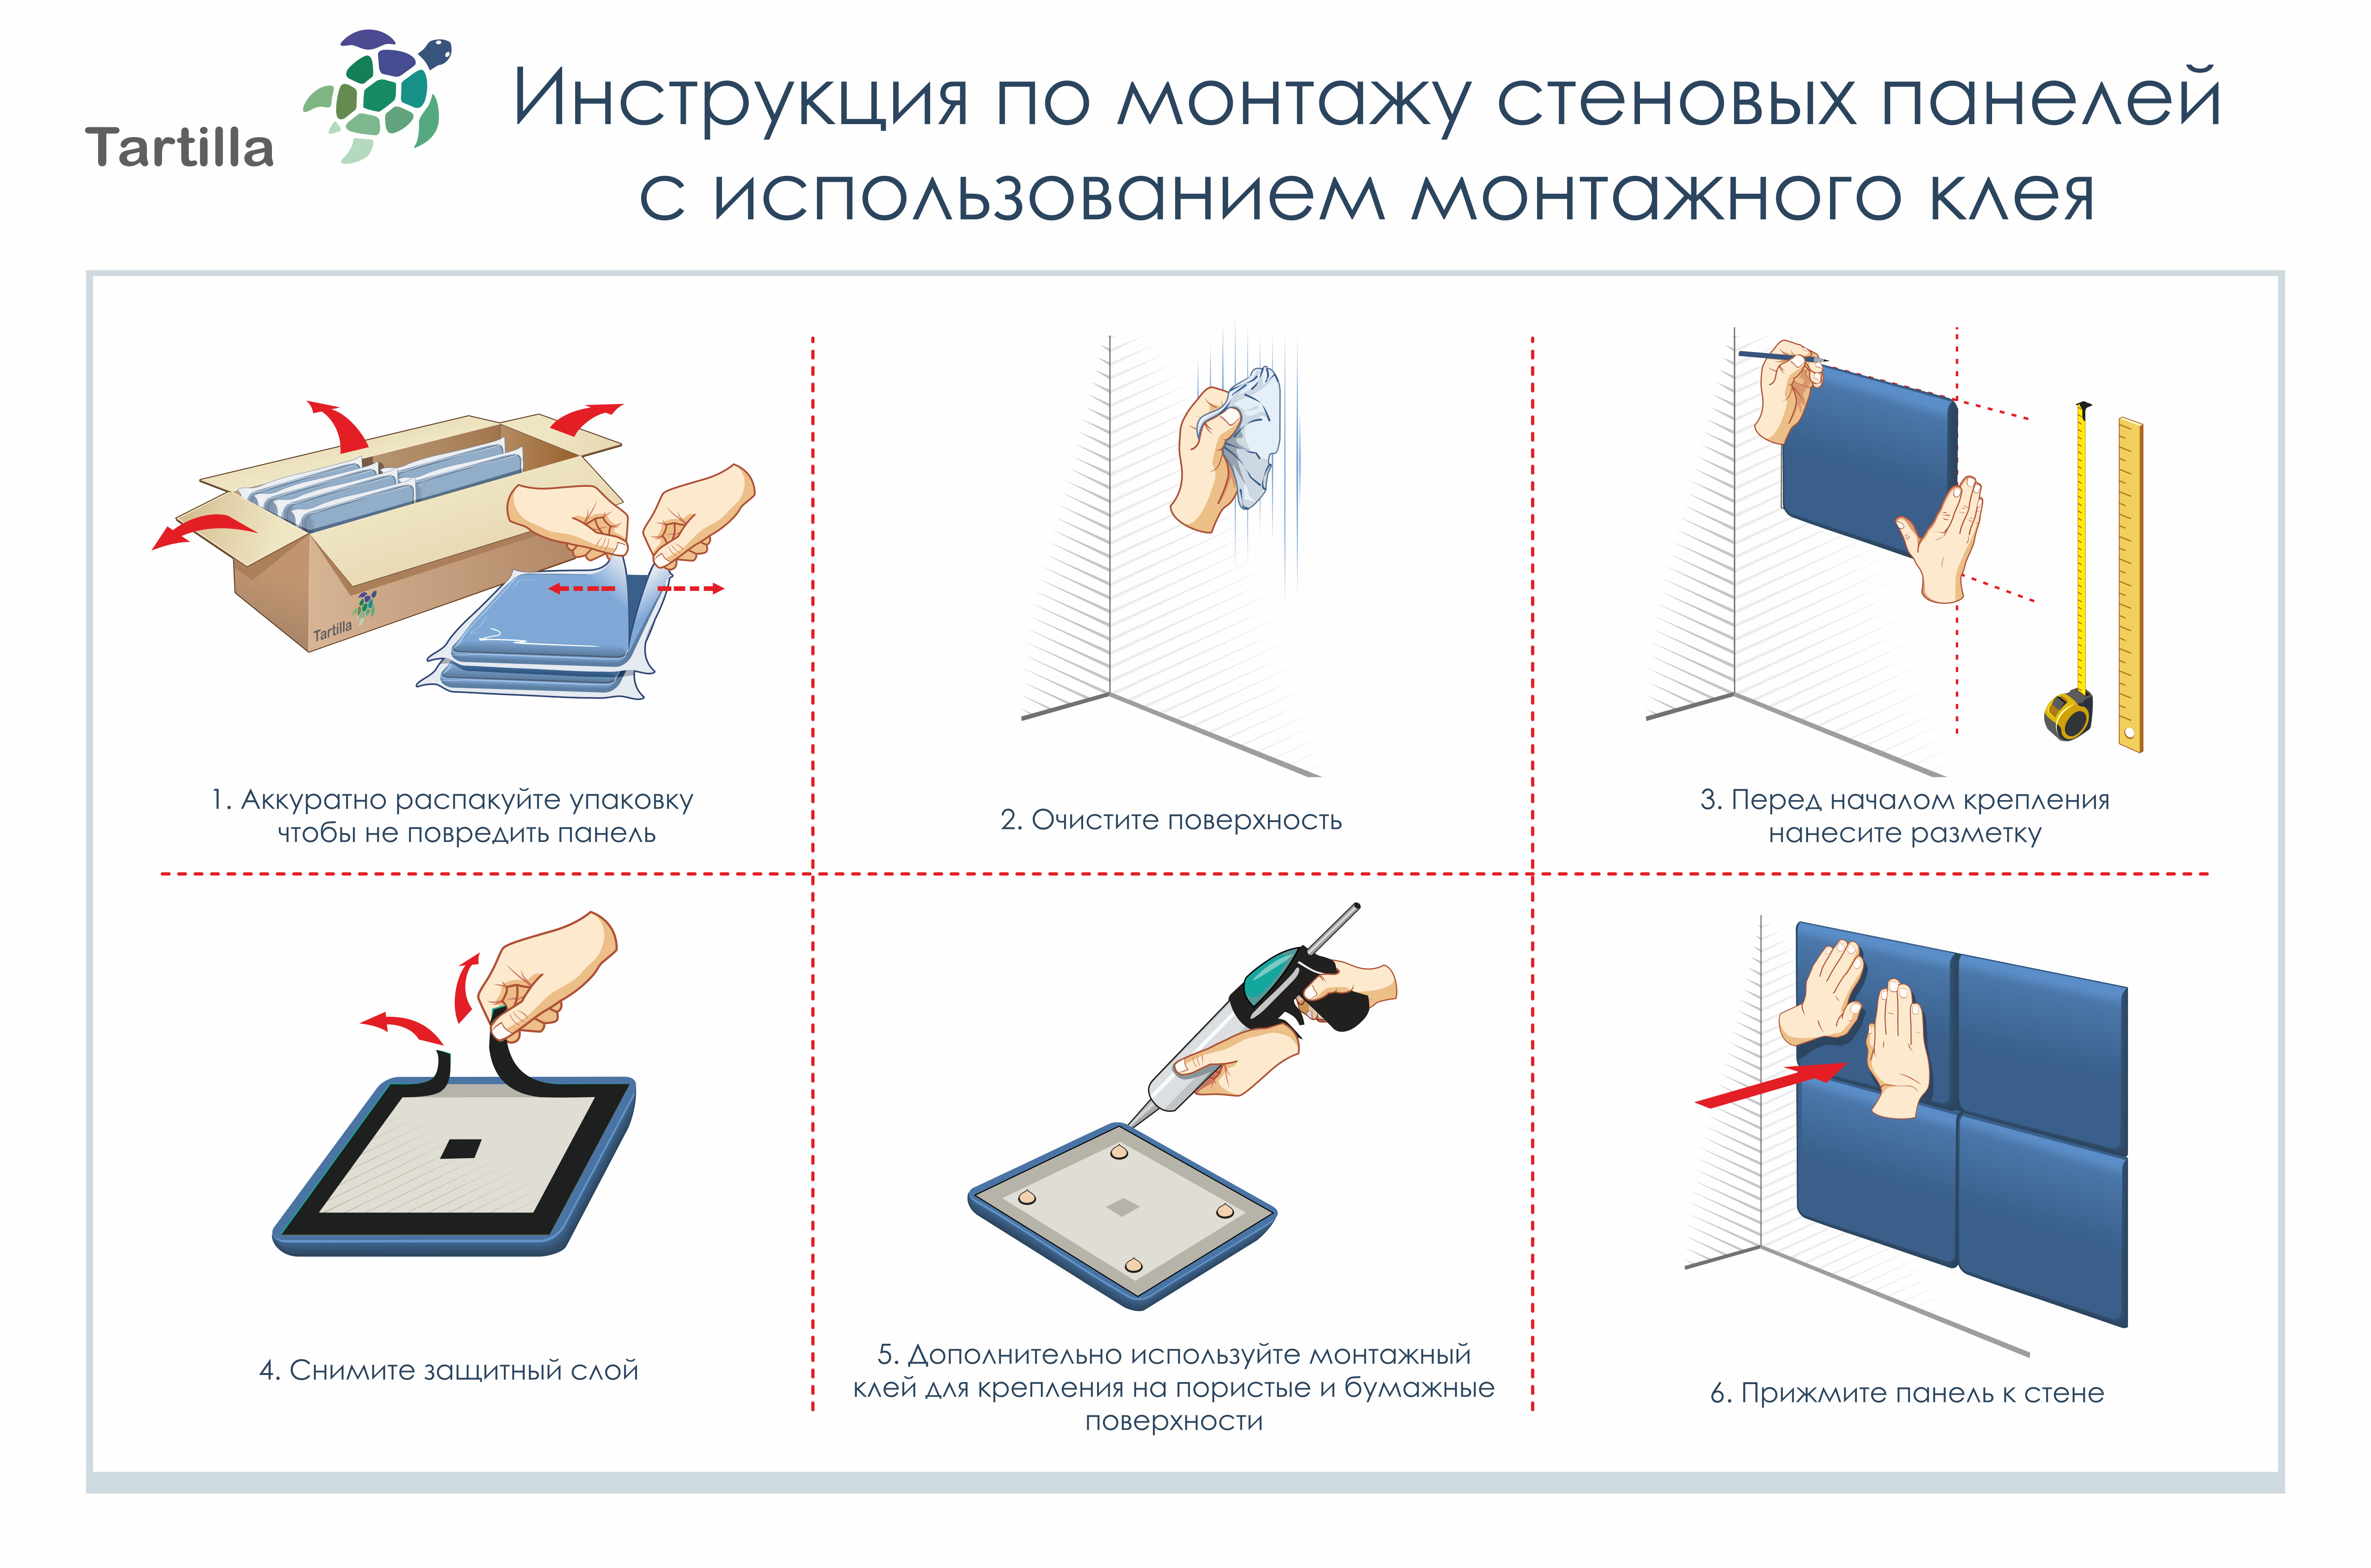 Tartilla
Инструкция по монтажу стеновых панелей
с использованием монтажного клея
Tartilla
1. Аккуратно распакуйте упаковку
чтобы не повредить панель
2. Очистите поверхность
3. Перед началом крепления
нанесите разметку
4. Снимите защитный слой
5. Дополнительно используйте монтажный
клей для крепления на пористые и бумажные
поверхности
6. Прижмите панель к стене